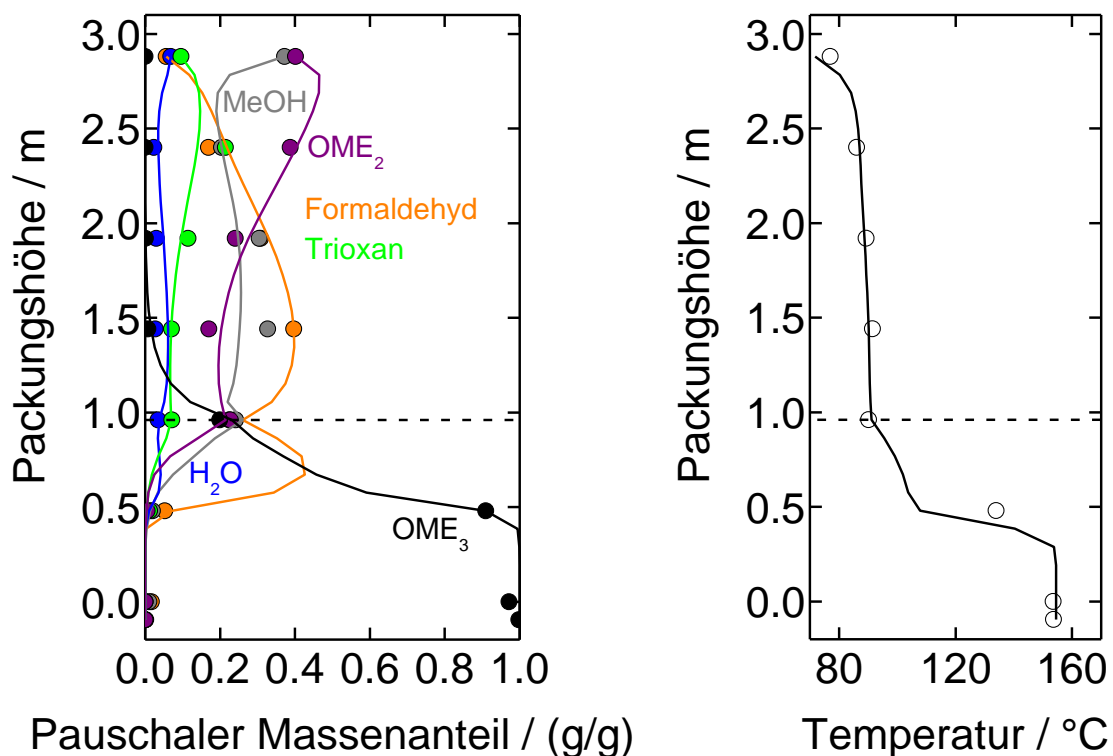 3.0
2.5
2.0
1.5
1.0
0.5
0.0
Packungshöhe / m
MeOH
OME₂
Formaldehyd
Trioxan
H₂O
OME₃
0.0 0.2 0.4 0.6 0.8 1.0
Pauschaler Massenanteil / (g/g)
3.0
2.5
2.0
1.5
1.0
0.5
0.0
Packungshöhe / m
80 120 160
Temperatur / °C